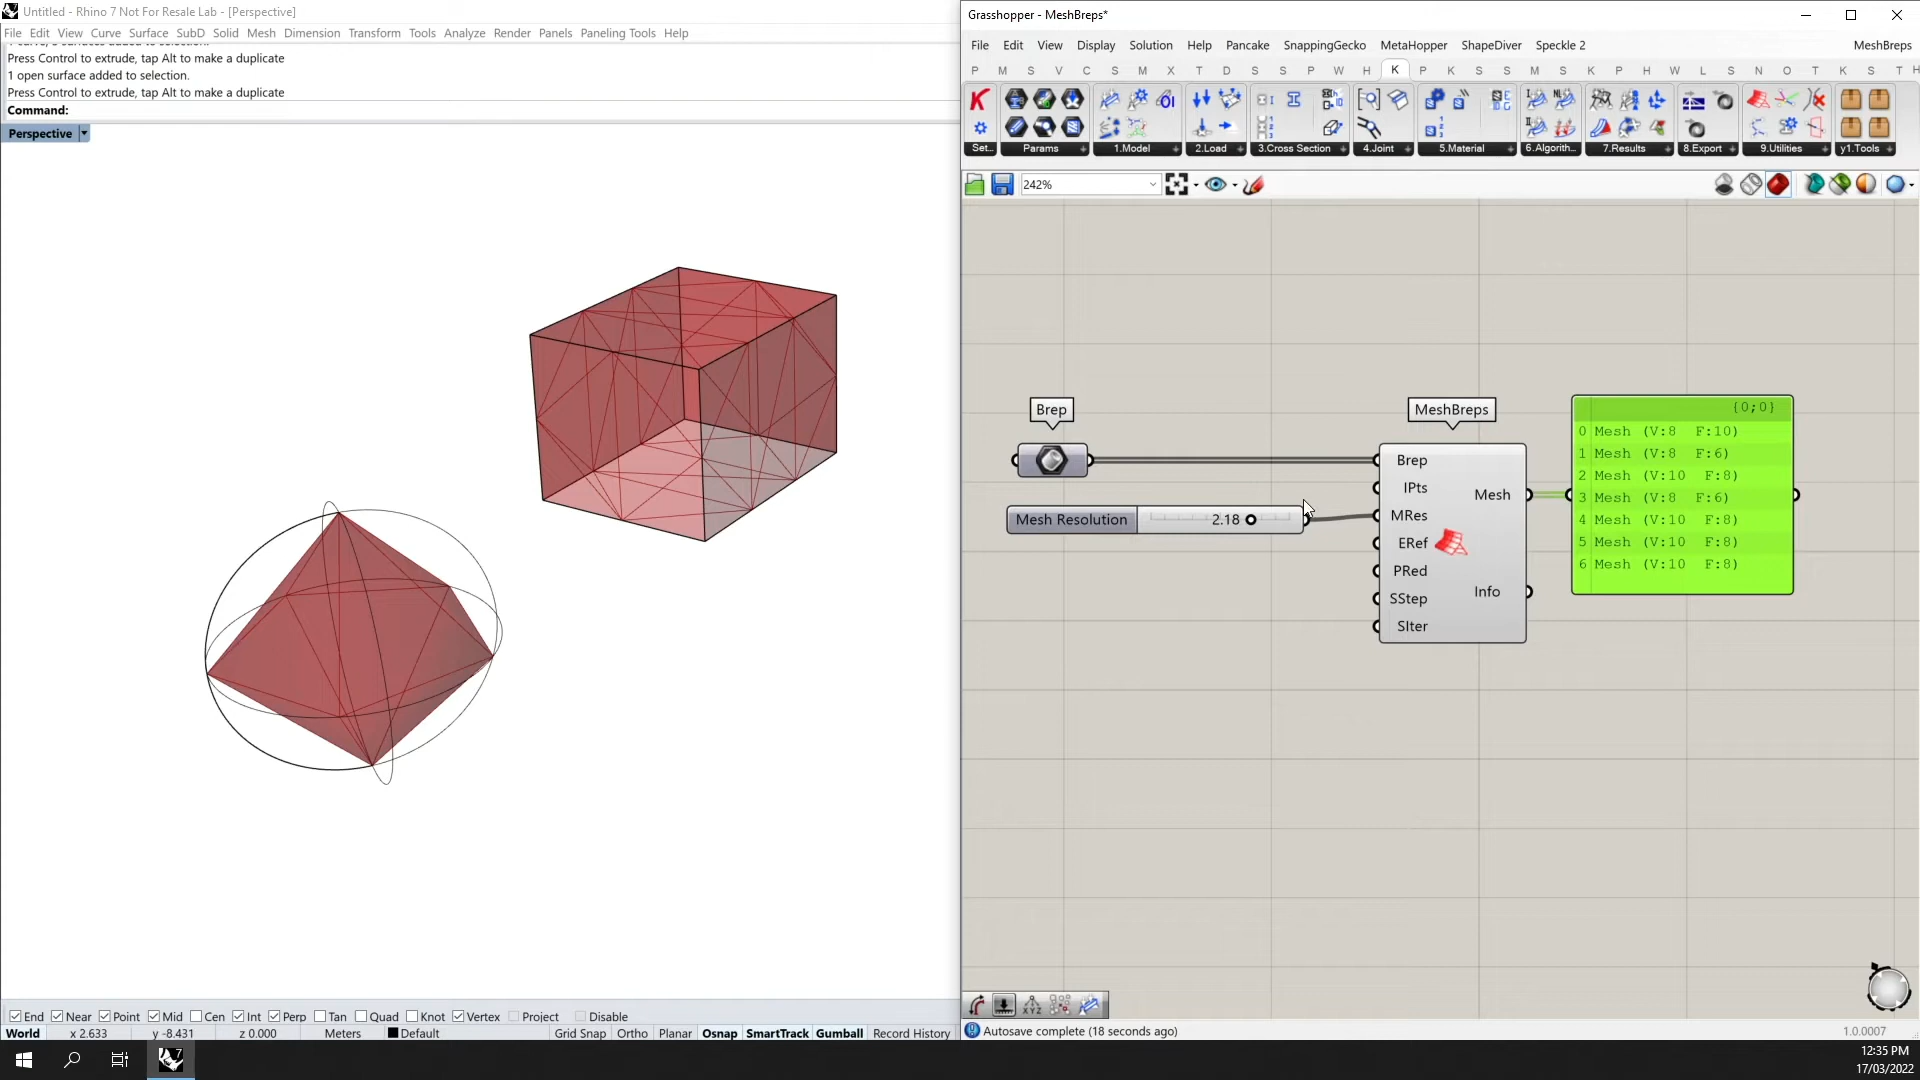 Untitled - Rhino 7 Not For Resale Lab - [Perspective]
File Edit View Curve Surface SubD Solid Mesh Dimension Transform Tools Analyze Render Panels Paneling Tools Help
Press Control to extrude, tap Alt to make a duplicate
1 open surface added to selection.
Press Control to extrude, tap Alt to make a duplicate
Command:
Perspective
End Near Point Mid Cen Int Perp Tan Quad Knot Vertex Project Disable
World x 2.633 y -8.431 z 0.000 Meters Default Grid Snap Ortho Planar Osnap SmartTrack Gumball Record History
Grasshopper - MeshBreps*
File Edit View Display Solution Help Pancake SnappingGecko MetaHopper ShapeDiver Speckle 2 MeshBreps
P M S V C S M X T D S S P W H K P K S S M S K P H W L S N O T K S T H
Set... Params 1.Model 2.Load 3.Cross Section 4.Joint 5.Material 6.Algorith... 7.Results 8.Export 9.Utilities y1.Tools
242%
Brep
Mesh Resolution 2.18
MeshBreps
Brep
IPts
MRes
ERef
PRed
SStep
SIter
Mesh
Info
{0;0}
0 Mesh (V:8 F:10)
1 Mesh (V:8 F:6)
2 Mesh (V:10 F:8)
3 Mesh (V:8 F:6)
4 Mesh (V:10 F:8)
5 Mesh (V:10 F:8)
6 Mesh (V:10 F:8)
Autosave complete (18 seconds ago)
1.0.0007
12:35 PM
17/03/2022